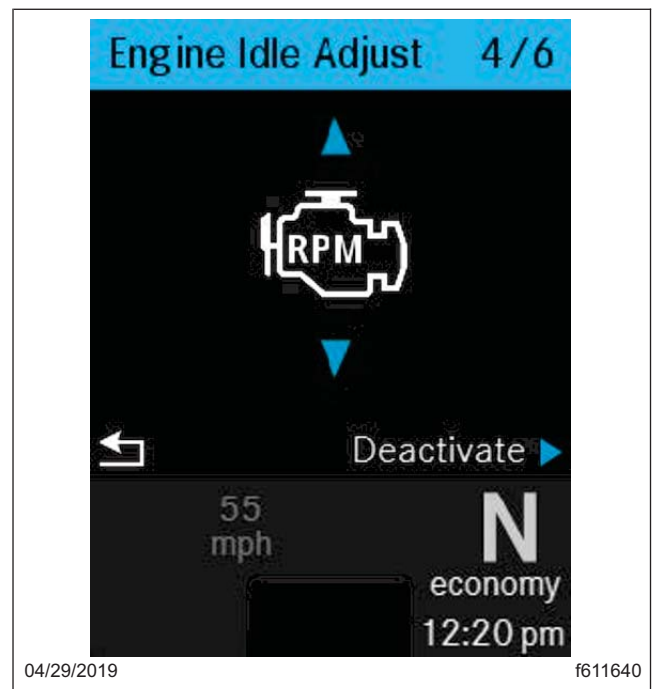 Engine Idle Adjust 4/6
RPM
Deactivate
55
mph
N
economy
12:20 pm
04/29/2019 f611640